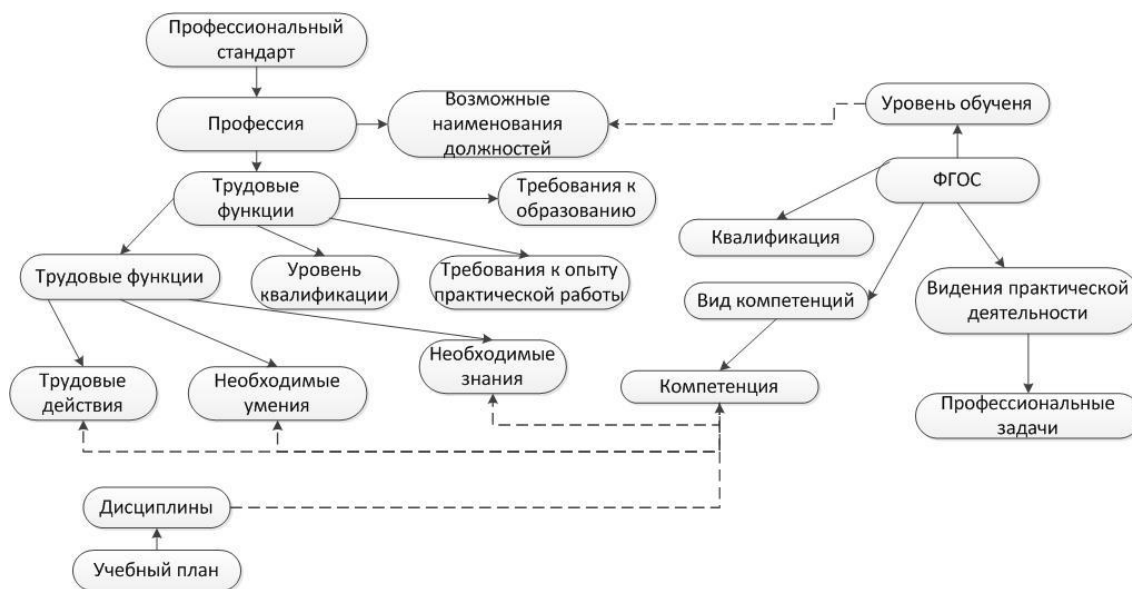 Профессиональный
стандарт
Профессия
Возможные
наименования
должностей
Уровень обученя
Трудовые
функции
Требования к
образованию
ФГОС
Квалификация
Трудовые функции
Уровень
квалификации
Требования к опыту
практической работы
Вид компетенций
Видения практической
деятельности
Трудовые
действия
Необходимые
умения
Необходимые
знания
Компетенция
Профессиональные
задачи
Дисциплины
Учебный план